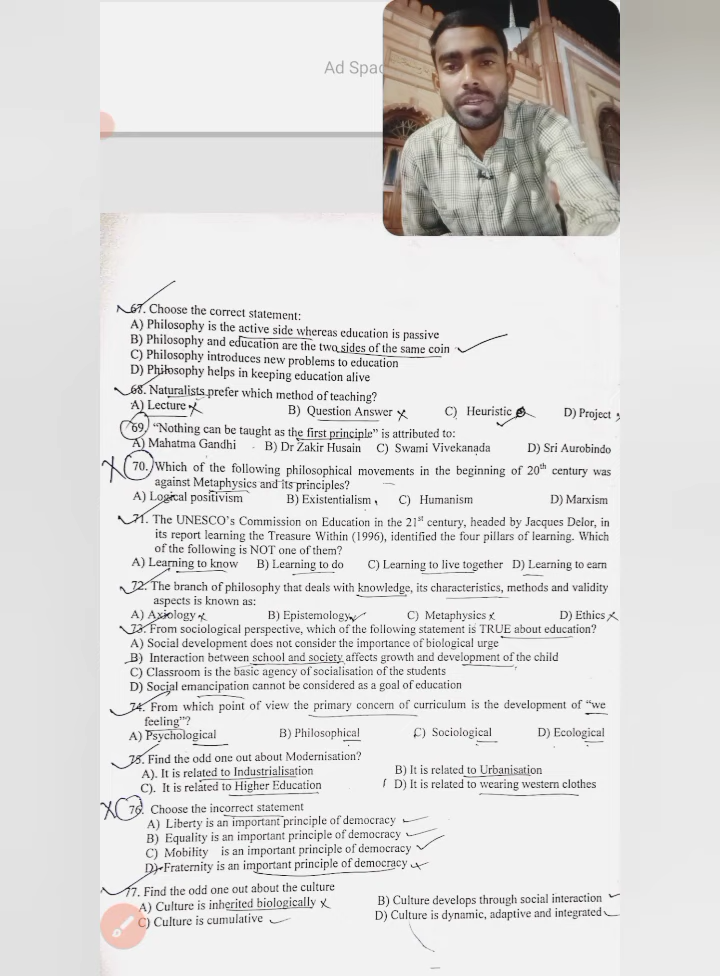 Ad Spac
67. Choose the correct statement:
A) Philosophy is the active side whereas education is passive
B) Philosophy and education are the two sides of the same coin
C) Philosophy introduces new problems to education
D) Philosophy helps in keeping education alive
68. Naturalists prefer which method of teaching?
A) Lecture B) Question Answer C) Heuristic D) Project
69. “Nothing can be taught as the first principle” is attributed to:
A) Mahatma Gandhi B) Dr Zakir Husain C) Swami Vivekanada D) Sri Aurobindo
70. Which of the following philosophical movements in the beginning of 20th century was
against Metaphysics and its principles?
A) Logical positivism B) Existentialism C) Humanism D) Marxism
71. The UNESCO's Commission on Education in the 21st century, headed by Jacques Delor, in
its report learning the Treasure Within (1996), identified the four pillars of learning. Which
of the following is NOT one of them?
A) Learning to know B) Learning to do C) Learning to live together D) Learning to earn
72. The branch of philosophy that deals with knowledge, its characteristics, methods and validity
aspects is known as:
A) Axiology B) Epistemology C) Metaphysics D) Ethics
73. From sociological perspective, which of the following statement is TRUE about education?
A) Social development does not consider the importance of biological urge
B) Interaction between school and society affects growth and development of the child
C) Classroom is the basic agency of socialisation of the students
D) Social emancipation cannot be considered as a goal of education
74. From which point of view the primary concern of curriculum is the development of “we
feeling”?
A) Psychological B) Philosophical C) Sociological D) Ecological
75. Find the odd one out about Modernisation?
A). It is related to Industrialisation B) It is related to Urbanisation
C). It is related to Higher Education D) It is related to wearing western clothes
76. Choose the incorrect statement
A) Liberty is an important principle of democracy
B) Equality is an important principle of democracy
C) Mobility is an important principle of democracy
D) Fraternity is an important principle of democracy
77. Find the odd one out about the culture
A) Culture is inherited biologically B) Culture develops through social interaction
C) Culture is cumulative D) Culture is dynamic, adaptive and integrated